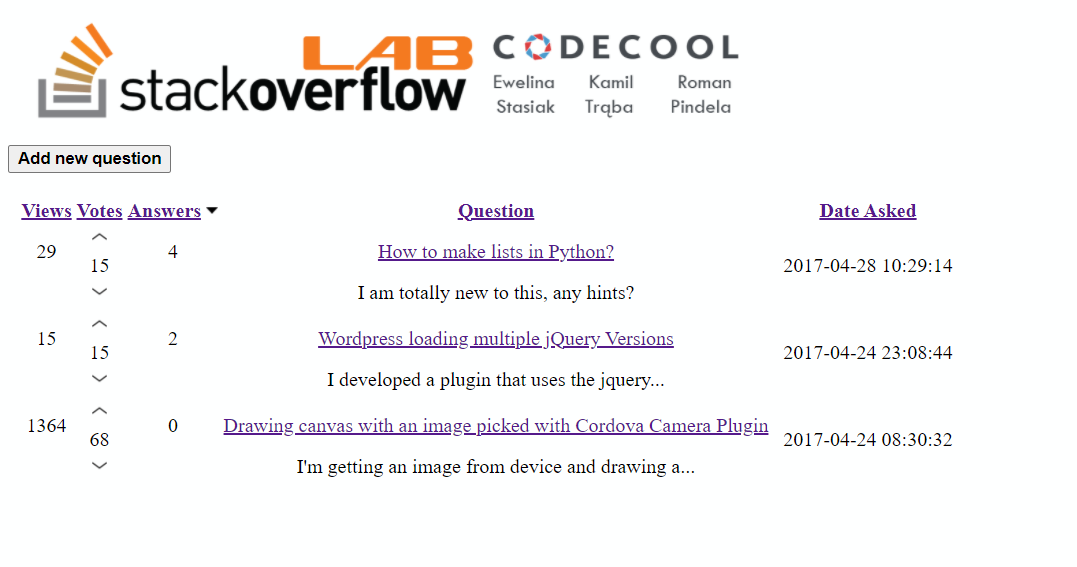 LAB
stackoverflow
CODECOOL
Ewelina Kamil Roman
Stasiak Trąba Pindela
Add new question
Views Votes Answers Question Date Asked
29 15 4 How to make lists in Python? 2017-04-28 10:29:14
I am totally new to this, any hints?
15 15 2 Wordpress loading multiple jQuery Versions 2017-04-24 23:08:44
I developed a plugin that uses the jquery...
1364 68 0 Drawing canvas with an image picked with Cordova Camera Plugin 2017-04-24 08:30:32
I'm getting an image from device and drawing a...